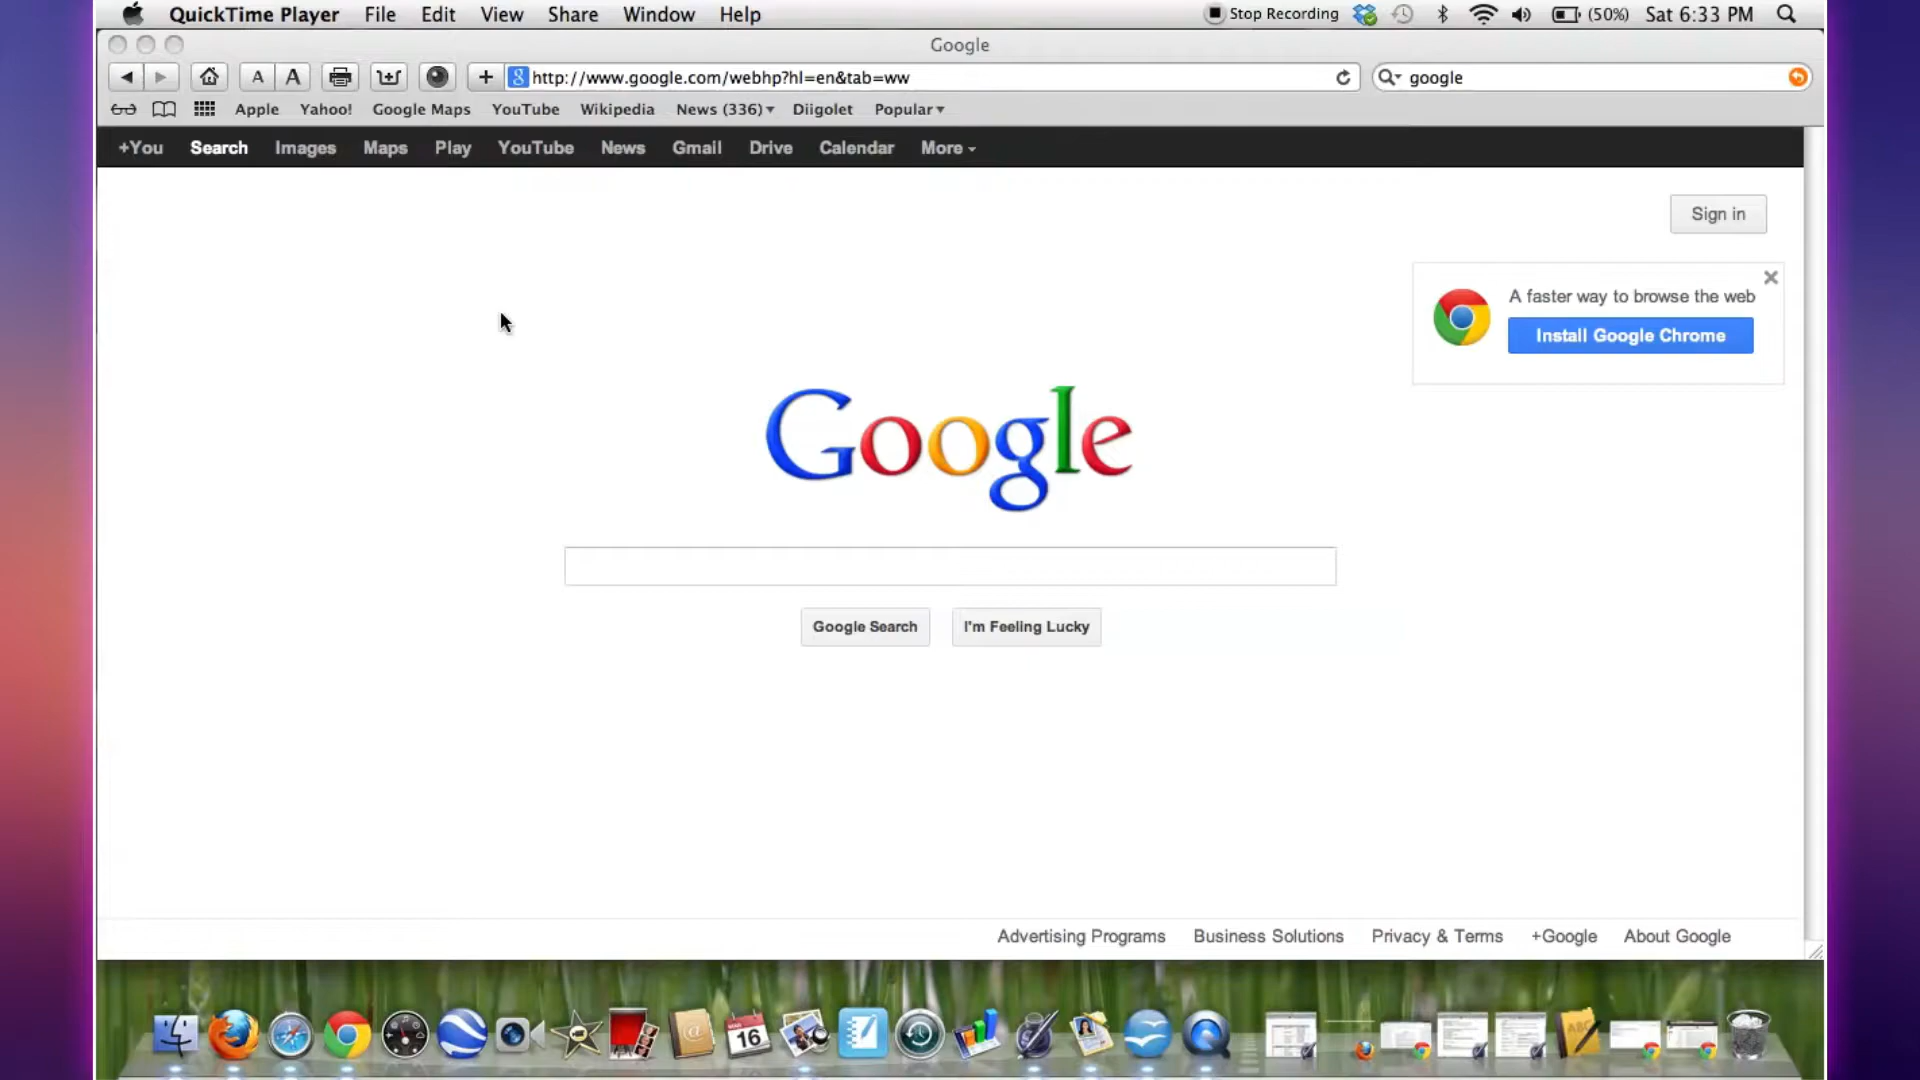 QuickTime Player File Edit View Share Window Help Stop Recording (50%) Sat 6:33 PM
Google
A A + http://www.google.com/webhp?hl=en&tab=ww google
Apple Yahoo! Google Maps YouTube Wikipedia News (336) Diigolet Popular
+You Search Images Maps Play YouTube News Gmail Drive Calendar More
Sign in
A faster way to browse the web
Install Google Chrome
Google
Google Search I'm Feeling Lucky
Advertising Programs Business Solutions Privacy & Terms +Google About Google
16